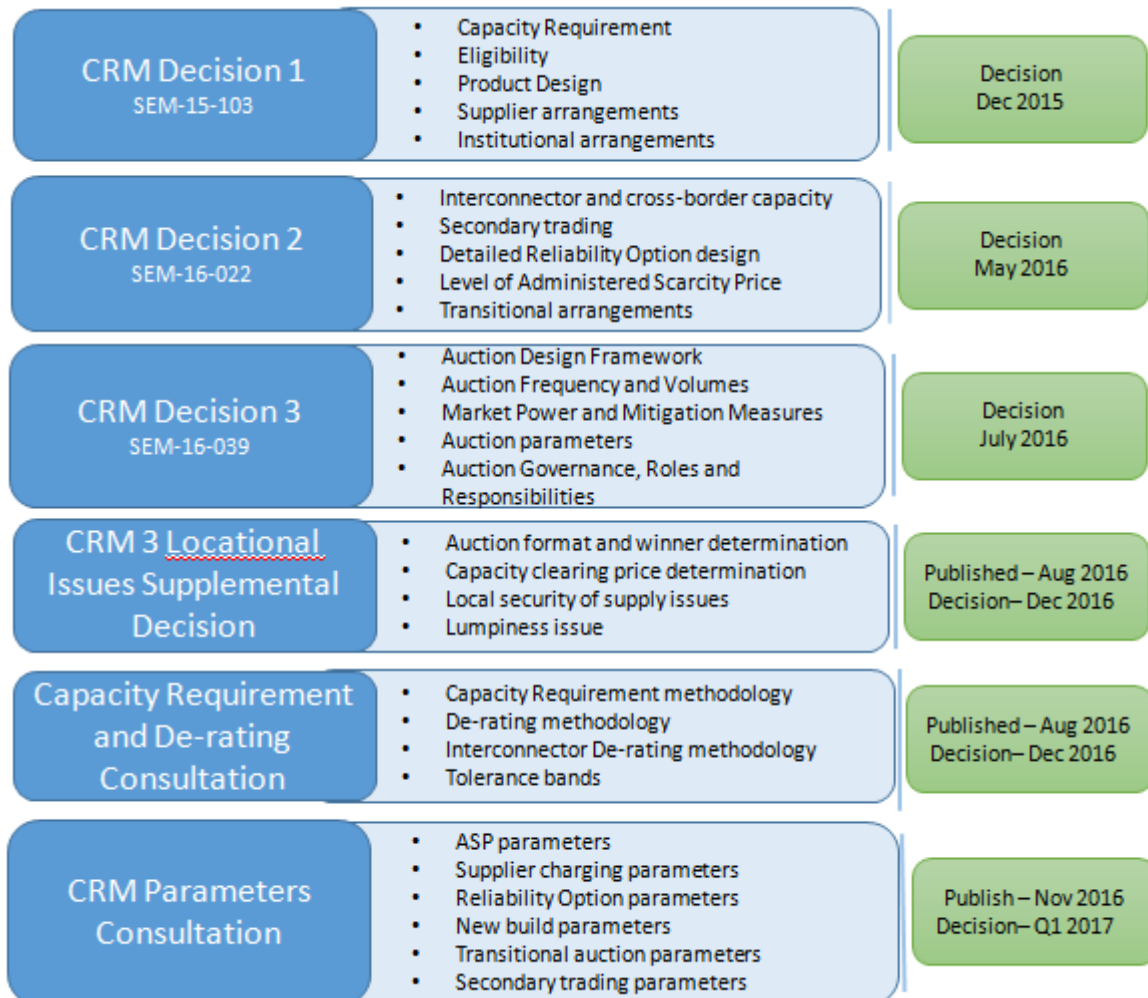 CRM Decision 1
SEM-15-103
• Capacity Requirement
• Eligibility
• Product Design
• Supplier arrangements
• Institutional arrangements
Decision
Dec 2015
CRM Decision 2
SEM-16-022
• Interconnector and cross-border capacity
• Secondary trading
• Detailed Reliability Option design
• Level of Administered Scarcity Price
• Transitional arrangements
Decision
May 2016
CRM Decision 3
SEM-16-039
• Auction Design Framework
• Auction Frequency and Volumes
• Market Power and Mitigation Measures
• Auction parameters
• Auction Governance, Roles and
Responsibilities
Decision
July 2016
CRM 3 Locational
Issues Supplemental
Decision
• Auction format and winner determination
• Capacity clearing price determination
• Local security of supply issues
• Lumpiness issue
Published – Aug 2016
Decision– Dec 2016
Capacity Requirement
and De-rating
Consultation
• Capacity Requirement methodology
• De-rating methodology
• Interconnector De-rating methodology
• Tolerance bands
Published – Aug 2016
Decision– Dec 2016
CRM Parameters
Consultation
• ASP parameters
• Supplier charging parameters
• Reliability Option parameters
• New build parameters
• Transitional auction parameters
• Secondary trading parameters
Publish – Nov 2016
Decision– Q1 2017